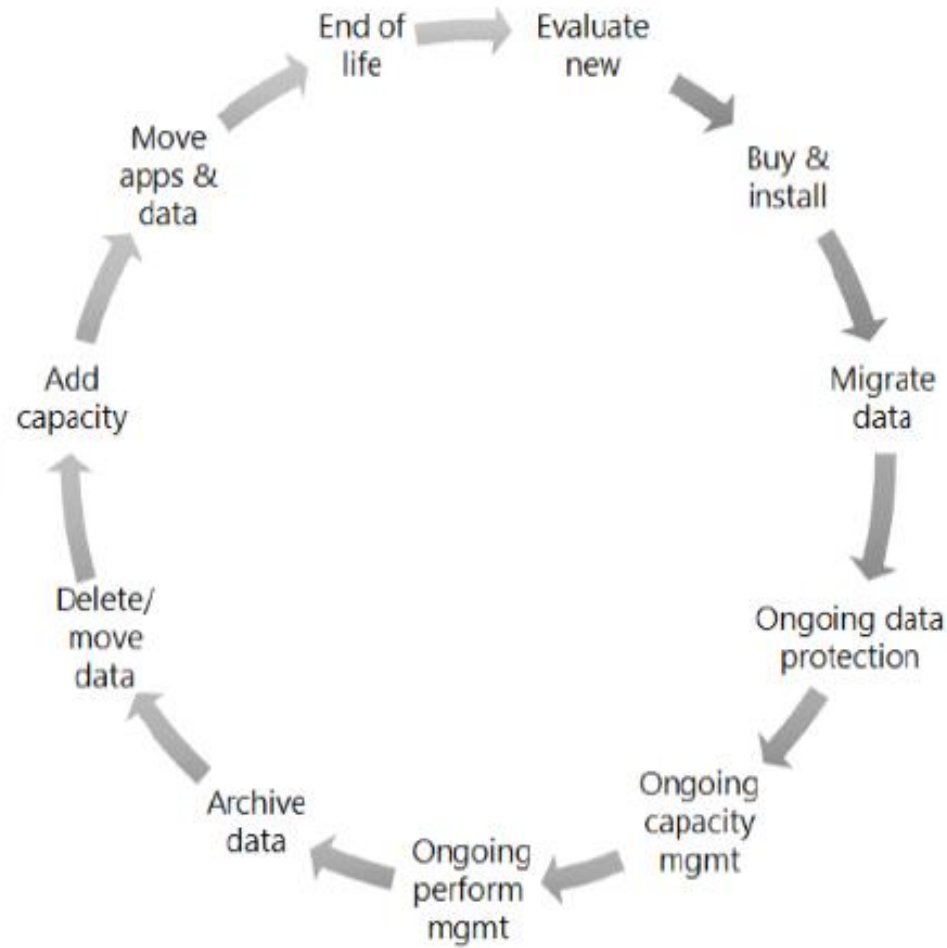 End of
life
Evaluate
new
Buy &
install
Migrate
data
Ongoing data
protection
Ongoing
capacity
mgmt
Ongoing
perform
mgmt
Archive
data
Delete/
move
data
Add
capacity
Move
apps &
data